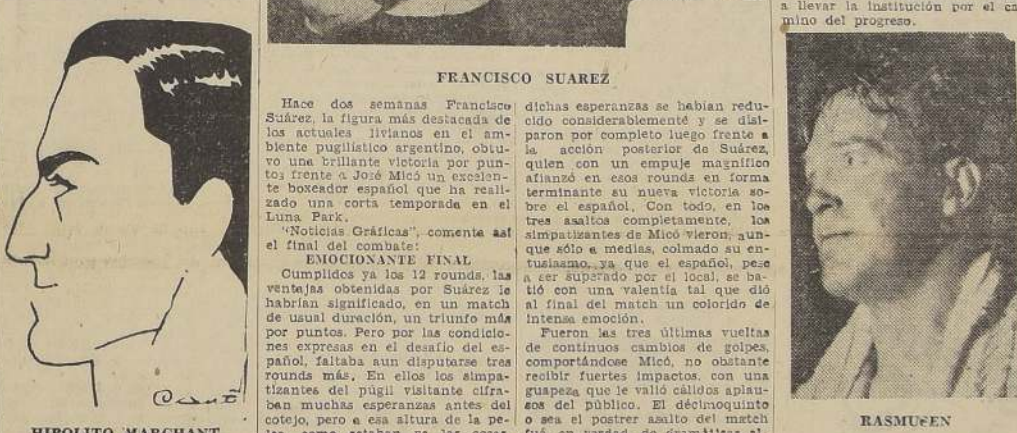 a llevar la institución por el ca
mino del progreso.
FRANCISCO SUAREZ
Hace dos semanas Francisco
Suárez, la figura más destacada de
los actuales livianos en el am-
biente pugilístico argentino, obtu-
vo una brillante victoria por pun-
tos frente a José Micó un excelen-
te boxeador español que ha reali-
zado una corta temporada en el
Luna Park.
"Noticias Gráficas", comenta así
el final del combate:
EMOCIONANTE FINAL
Cumplidos ya los 12 rounds, las
ventajas obtenidas por Suárez le
habrían significado, en un match
de usual duración, un triunfo más
por puntos. Pero por las condicio-
nes expresas en el desafío del es-
pañol, faltaba aun disputarse tres
rounds más. En ellos los simpa-
tizantes del púgil visitante cifra-
ban muchas esperanzas antes del
cotejo, pero a esa altura de la pe-
dichas esperanzas se habían redu-
cido considerablemente y se disi-
paron por completo luego frente a
la acción posterior de Suárez,
quien con un empuje magnífico
afianzó en esos rounds en forma
terminante su nueva victoria so-
bre el español. Con todo, en los
tres asaltos completamente, los
simpatizantes de Micó vieron, aun-
que sólo a medias, colmado su en-
tusiasmo, ya que el español, pese
a ser superado por el local, se ba-
tió con una valentía tal que dió
al final del match un colorido de
intensa emoción.
Fueron las tres últimas vueltas
de contínuos cambios de golpes,
comportándose Micó, no obstante
recibir fuertes impactos, con una
guapeza que le valió cálidos aplau-
sos del público. El décimoquinto
o sea el postrer asalto del match
HIPOLITO MARCHANT
RASMUSEN